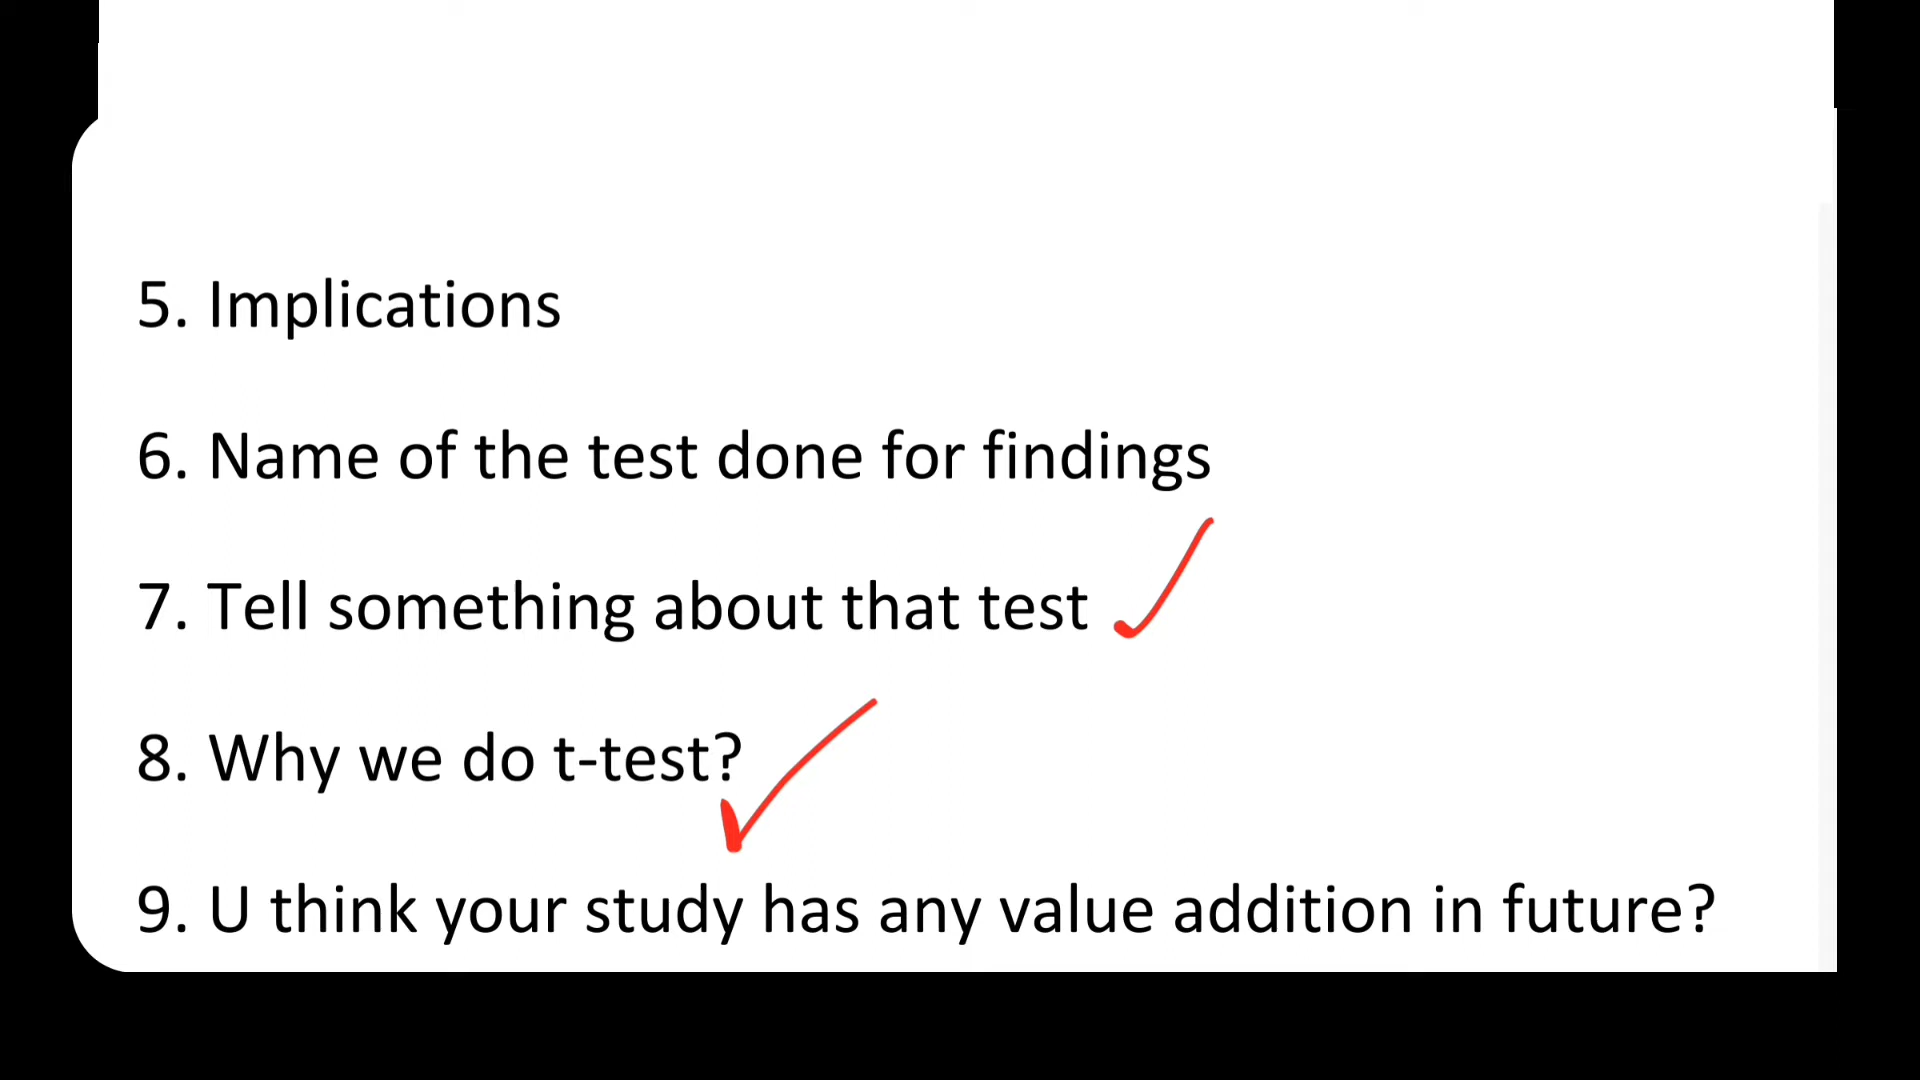 5. Implications
6. Name of the test done for findings
7. Tell something about that test
8. Why we do t-test?
9. U think your study has any value addition in future?